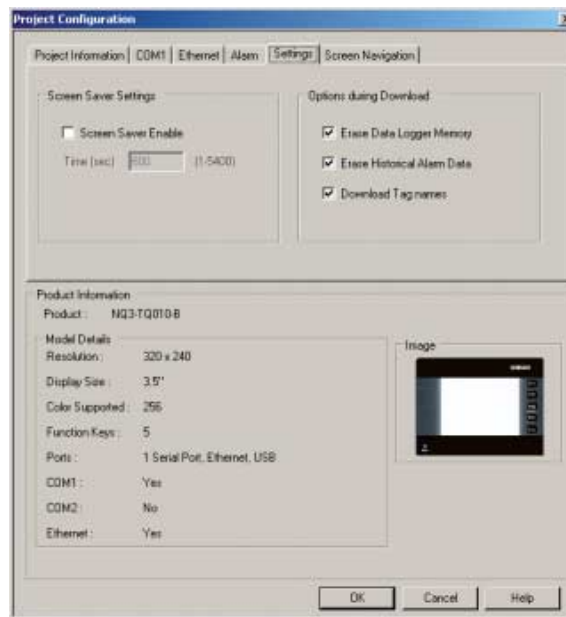 Project Configuration
Project Information COM1 Ethernet Alarm Settings Screen Navigation
Screen Saver Settings
Screen Saver Enable
Time (sec) 600 (1-5400)
Options during Download
Erase Data Logger Memory
Erase Historical Alarm Data
Download Tag names
Product Information
Product : NQ3-TQ010-B
Model Details
Resolution : 320 x 240
Display Size : 3.5"
Color Supported : 256
Function Keys : 5
Ports : 1 Serial Port, Ethernet, USB
COM1 : Yes
COM2 : No
Ethernet : Yes
Image
OK Cancel Help